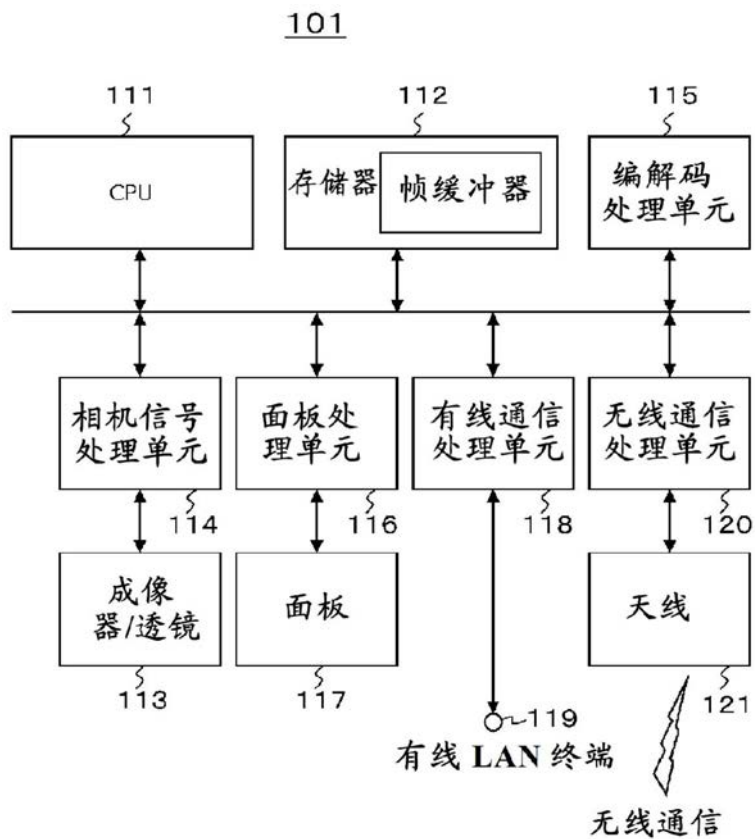 101
111
112
115
CPU
存储器
帧缓冲器
编解码
处理单元
相机信号
处理单元
面板处
理单元
有线通信
处理单元
无线通信
处理单元
114
116
118
120
成像
器/透镜
面板
天线
113
117
119
121
有线 LAN 终端
无线通信